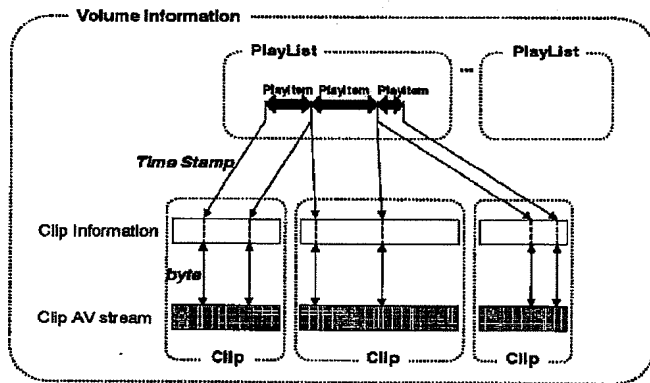 Volume Information
PlayList
PlayList
...
PlayItem PlayItem PlayItem
Time Stamp
Clip Information
byte
Clip AV stream
Clip
Clip
Clip